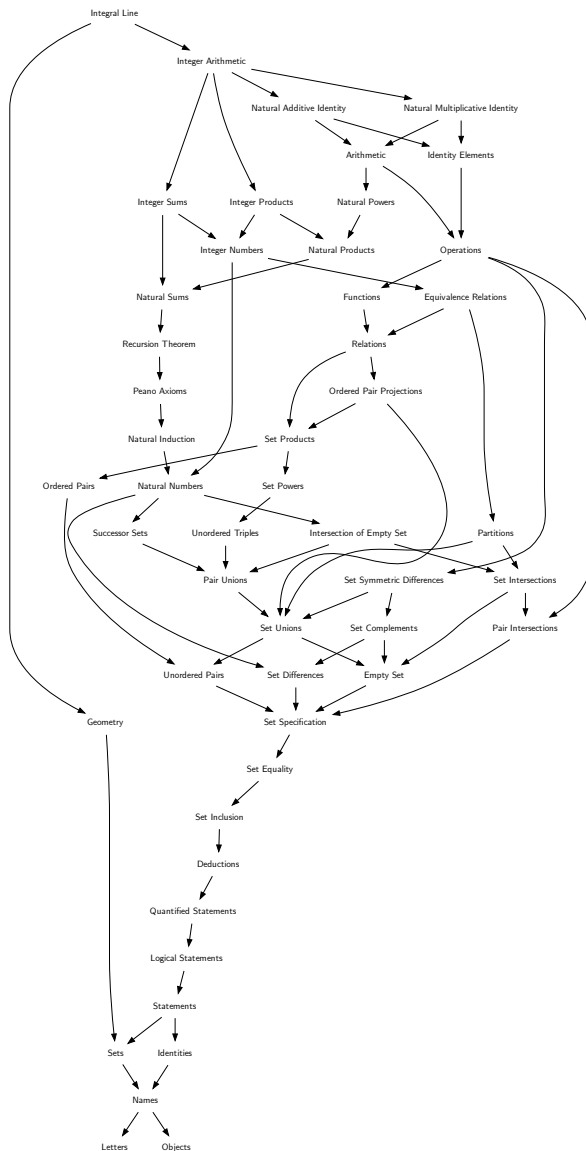 Integral Line
Integer Arithmetic
Natural Additive Identity
Natural Multiplicative Identity
Arithmetic
Identity Elements
Integer Sums
Integer Products
Natural Powers
Integer Numbers
Natural Products
Operations
Natural Sums
Functions
Equivalence Relations
Recursion Theorem
Relations
Peano Axioms
Ordered Pair Projections
Natural Induction
Set Products
Ordered Pairs
Natural Numbers
Set Powers
Successor Sets
Unordered Triples
Intersection of Empty Set
Partitions
Pair Unions
Set Symmetric Differences
Set Intersections
Set Unions
Set Complements
Pair Intersections
Unordered Pairs
Set Differences
Empty Set
Geometry
Set Specification
Set Equality
Set Inclusion
Deductions
Quantified Statements
Logical Statements
Statements
Sets
Identities
Names
Letters
Objects